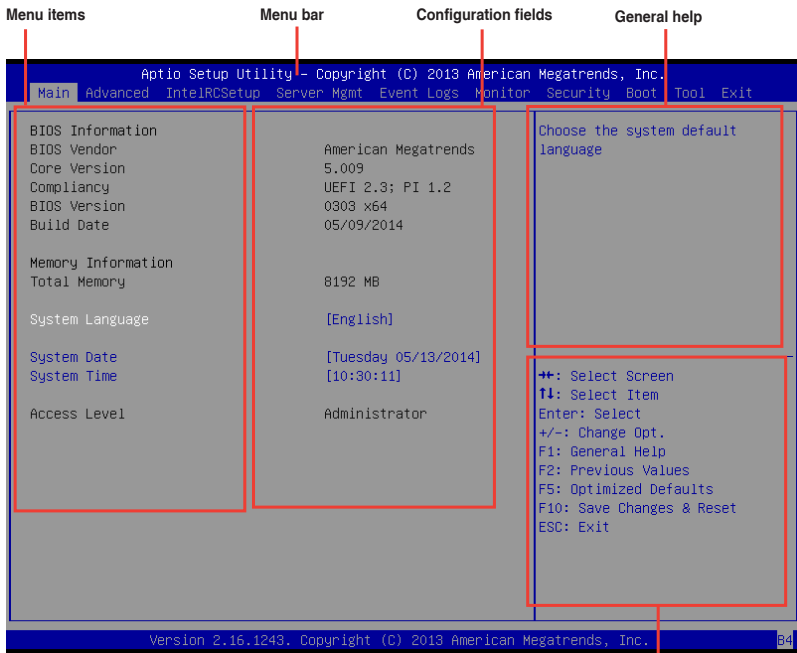 Menu items Menu bar Configuration fields General help
Aptio Setup Utility – Copyright (C) 2013 American Megatrends, Inc.
Main Advanced IntelRCSetup Server Mgmt Event Logs Monitor Security Boot Tool Exit
BIOS Information
BIOS Vendor American Megatrends
Core Version 5.009
Compliancy UEFI 2.3; PI 1.2
BIOS Version 0303 x64
Build Date 05/09/2014
Memory Information
Total Memory 8192 MB
System Language [English]
System Date [Tuesday 05/13/2014]
System Time [10:30:11]
Access Level Administrator
Choose the system default
language
→←: Select Screen
↑↓: Select Item
Enter: Select
+/-: Change Opt.
F1: General Help
F2: Previous Values
F5: Optimized Defaults
F10: Save Changes & Reset
ESC: Exit
Version 2.16.1243. Copyright (C) 2013 American Megatrends, Inc.
B4